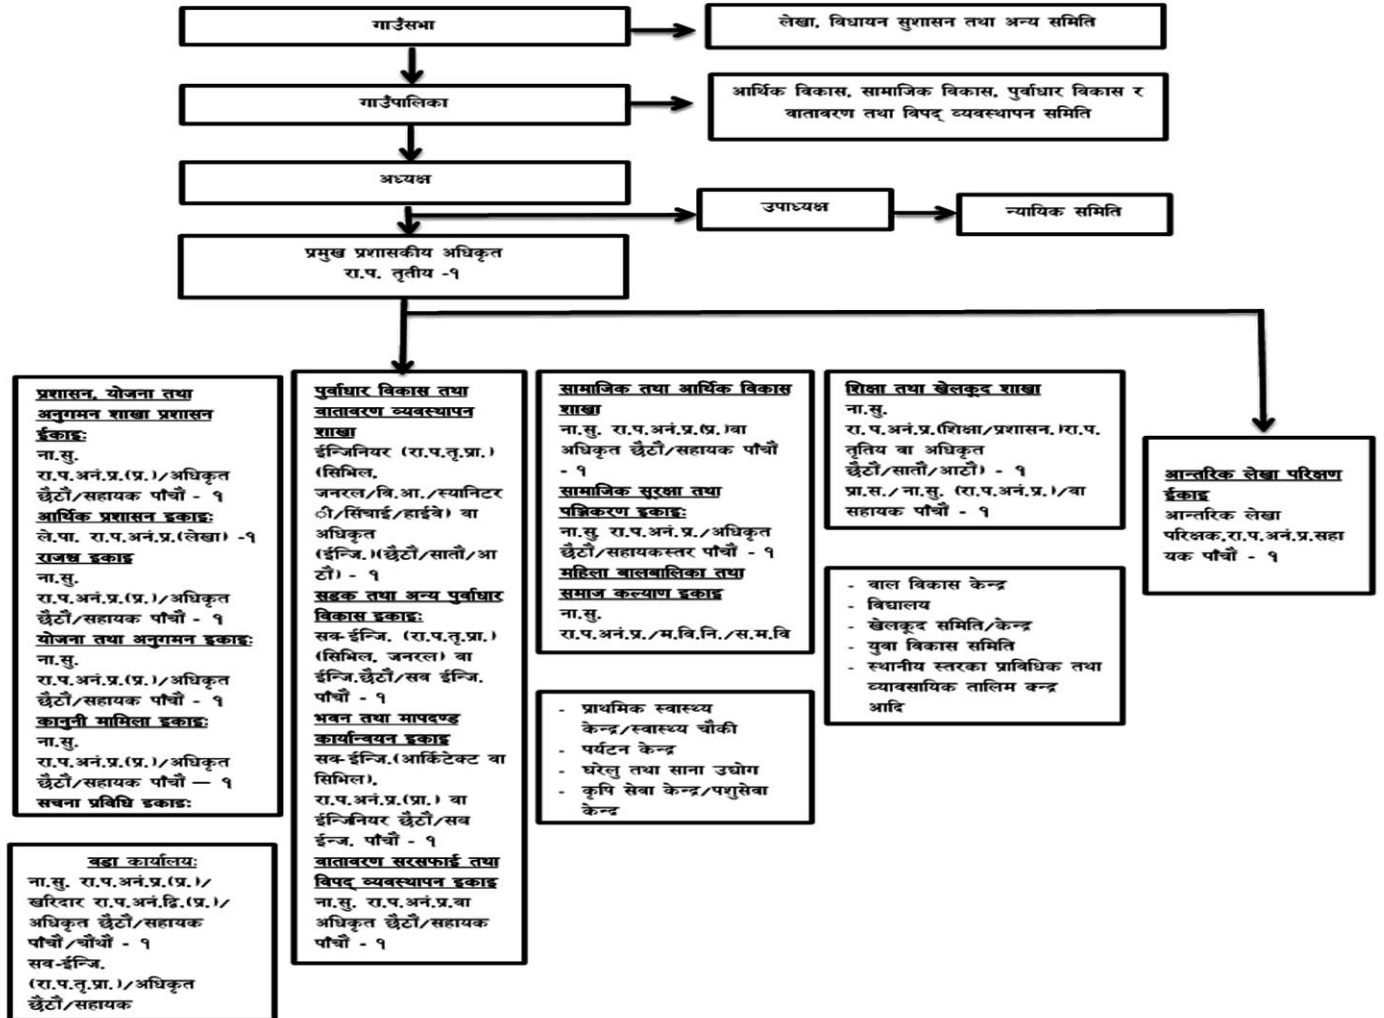 गाउँसभा
लेखा, विधायन सुशासन तथा अन्य समिति
गाउँपालिका
आर्थिक विकास, सामाजिक विकास, पुर्वाधार विकास र
वातावरण तथा विपद् व्यवस्थापन समिति
अध्यक्ष
उपाध्यक्ष
न्यायिक समिति
प्रमुख प्रशासकीय अधिकृत
रा.प. तृतीय -१
प्रशासन, योजना तथा
अनुगमन शाखा प्रशासन
ईकाइः
ना.सु.
रा.प.अनं.प्र.(प्र.)/अधिकृत
छैटौ/सहायक पाँचौ - १
आर्थिक प्रशासन इकाइः
ले.पा. रा.प.अनं.प्र.(लेखा) -१
राजश्व इकाइ
ना.सु.
रा.प.अनं.प्र.(प्र.)/अधिकृत
छैटौ/सहायक पाँचौ - १
योजना तथा अनुगमन इकाइः
ना.सु.
रा.प.अनं.प्र.(प्र.)/अधिकृत
छैटौ/सहायक पाँचौ - १
कानुनी मामिला इकाइः
ना.सु.
रा.प.अनं.प्र.(प्र.)/अधिकृत
छैटौ/सहायक पाँचौ — १
सूचना प्रविधि इकाइः
वडा कार्यालयः
ना.सु. रा.प.अनं.प्र.(प्र.)/
खरिदार रा.प.अनं.द्वि.(प्र.)/
अधिकृत छैटौ/सहायक
पाँचौ/चौंथौ - १
सव-ईन्जि.
(रा.प.तृ.प्रा.)/अधिकृत
छैटौ/सहायक
पुर्वाधार विकास तथा
वातावरण व्यवस्थापन
शाखा
ईन्जिनियर (रा.प.तृ.प्रा.)
(सिभिल,
जनरल/वि.आ./स्यानिटर
ी/सिंचाई/हाईवे) वा
अधिकृत
(ईन्जि.)(छैटौ/सातौ/आ
टौ) - १
सडक तथा अन्य पुर्वाधार
विकास इकाइः
सव-ईन्जि. (रा.प.तृ.प्रा.)
(सिभिल, जनरल) वा
ईन्जि.छैटौ/सव ईन्जि.
पाँचौ - १
भवन तथा मापदण्ड
कार्यान्वयन इकाइ
सव-ईन्जि.(आर्किटेक्ट वा
सिभिल),
रा.प.अनं.प्र.(प्रा.) वा
ईन्जिनियर छैटौ/सव
ईन्ज. पाँचौ - १
वातावरण सरसफाई तथा
विपद् व्यवस्थापन इकाइ
ना.सु. रा.प.अनं.प्र.वा
अधिकृत छैटौ/सहायक
पाँचौ - १
सामाजिक तथा आर्थिक विकास
शाखा
ना.सु. रा.प.अनं.प्र.(प्र.)वा
अधिकृत छैटौ/सहायक पाँचौ
- १
सामाजिक सुरक्षा तथा
पञ्जिकरण इकाइः
ना.सु. रा.प.अनं.प्र./अधिकृत
छैटौ/सहायकस्तर पाँचौ - १
महिला बालबालिका तथा
समाज कल्याण इकाइ
ना.सु.
रा.प.अनं.प्र./म.वि.नि./स.म.वि
- प्राथमिक स्वास्थ्य
केन्द्र/स्वास्थ्य चौकी
- पर्यटन केन्द्र
- घरेलु तथा साना उद्योग
- कृषि सेवा केन्द्र/पशुसेवा
केन्द्र
शिक्षा तथा खेलकूद शाखा
ना.सु.
रा.प.अनं.प्र.(शिक्षा/प्रशासन,)रा.प.
तृतिय वा अधिकृत
छैटौ/सातौ/आटौ) - १
प्रा.स./ना.सु. (रा.प.अनं.प्र.)/वा
सहायक पाँचौ - १
- वाल विकास केन्द्र
- विद्यालय
- खेलकूद समिति/केन्द्र
- युवा विकास समिति
- स्थानीय स्तरका प्राविधिक तथा
व्यावसायिक तालिम क्न्द्र
आदि
आन्तरिक लेखा परिक्षण
ईकाइ
आन्तरिक लेखा
परिक्षक,रा.प.अनं.प्र.सहा
यक पाँचौ - १